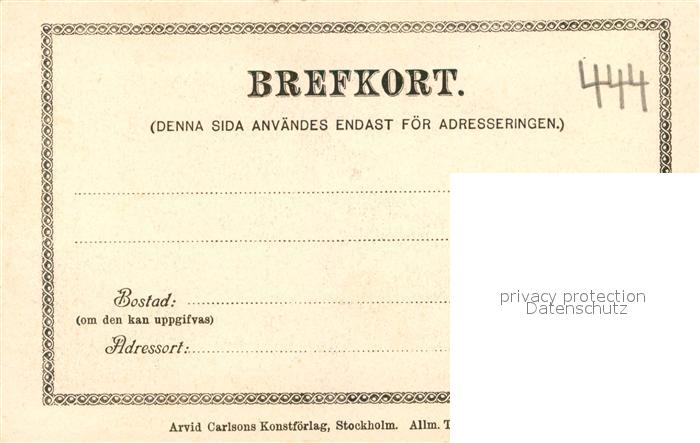 BREFKORT.
444
(DENNA SIDA ANVÄNDES ENDAST FÖR ADRESSERINGEN.)
Bostad:
(om den kan uppgifvas)
Adressort:
privacy protection
Datenschutz
Arvid Carlsons Konstförlag, Stockholm. Allm. T